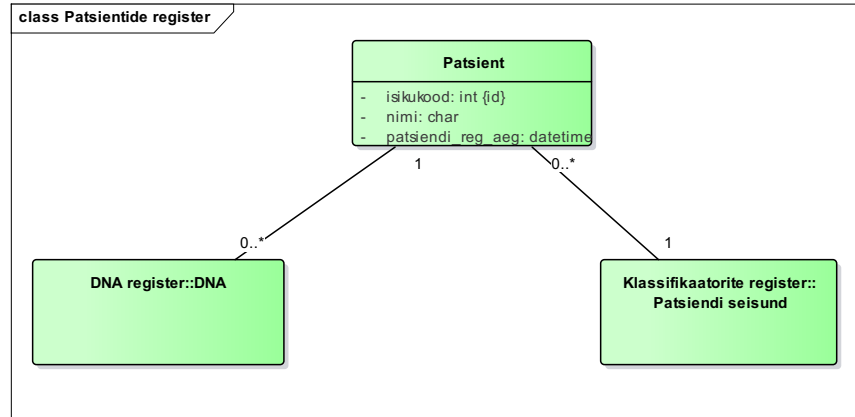 class Patsientide register
Patsient
- isikukood: int {id}
- nimi: char
- patsiendi_reg_aeg: datetime
1
0..*
0..*
1
DNA register::DNA
Klassifikaatorite register::
Patsiendi seisund